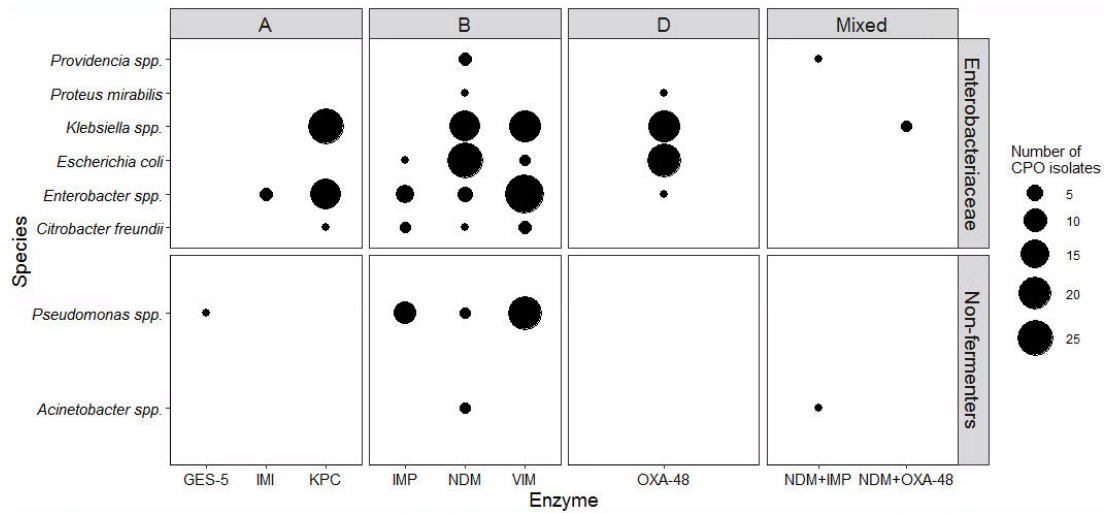 A B D Mixed
Providencia spp.
Proteus mirabilis
Klebsiella spp.
Escherichia coli
Enterobacter spp.
Citrobacter freundii
Enterobacteriaceae
Species
Pseudomonas spp.
Acinetobacter spp.
Non-fermenters
GES-5 IMI KPC IMP NDM VIM OXA-48 NDM+IMP NDM+OXA-48
Enzyme
Number of
CPO isolates
5
10
15
20
25